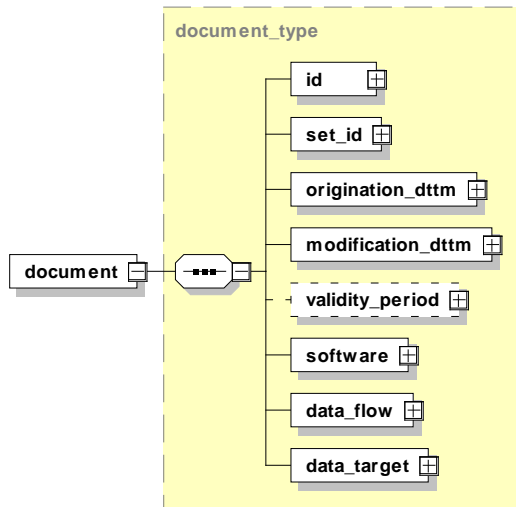 document_type
id
set_id
origination_dttm
modification_dttm
document
validity_period
software
data_flow
data_target